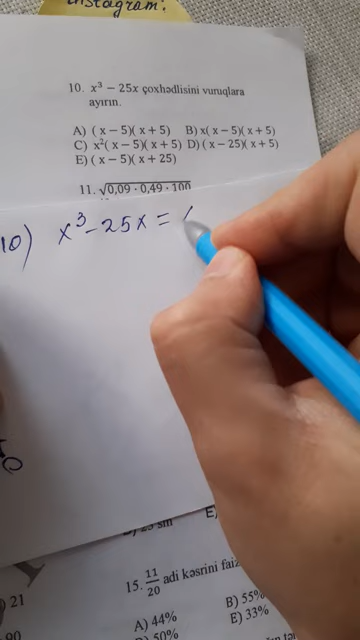 instagram.
10. x³ − 25x çoxhədlisini vuruqlara
ayırın.
A) ( x − 5)( x + 5) B) x( x − 5)( x + 5)
C) x²( x − 5)( x + 5) D) ( x − 25)( x + 5)
E) ( x − 5)( x + 25)
11. √0,09 · 0,49 · 100
10) x³ − 25x =
E)
21
90
15. 11/20 adi kəsrini faiz
A) 44% B) 55%
50% E) 33%